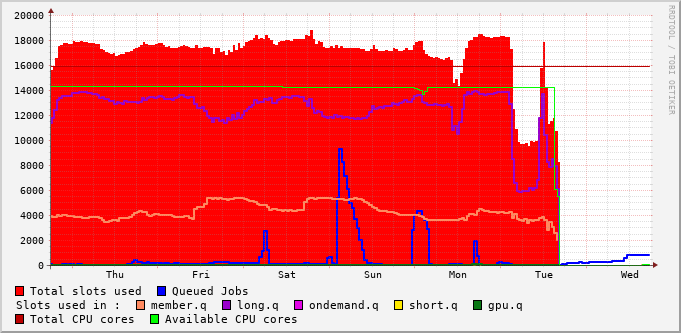 20000
18000
16000
14000
12000
10000
8000
6000
4000
2000
0
Thu Fri Sat Sun Mon Tue Wed
Total slots used Queued Jobs
Slots used in : member.q long.q ondemand.q short.q gpu.q
Total CPU cores Available CPU cores
RRDTOOL / TOBI OETIKER